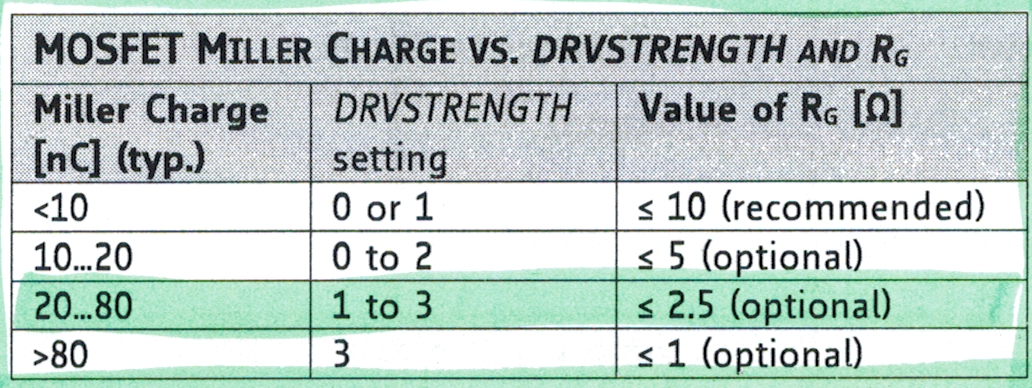 MOSFET MILLER CHARGE VS. DRVSTRENGTH AND RG
Miller Charge [nC] (typ.) DRVSTRENGTH setting Value of RG [Ω]
<10 0 or 1 ≤ 10 (recommended)
10...20 0 to 2 ≤ 5 (optional)
20...80 1 to 3 ≤ 2.5 (optional)
>80 3 ≤ 1 (optional)